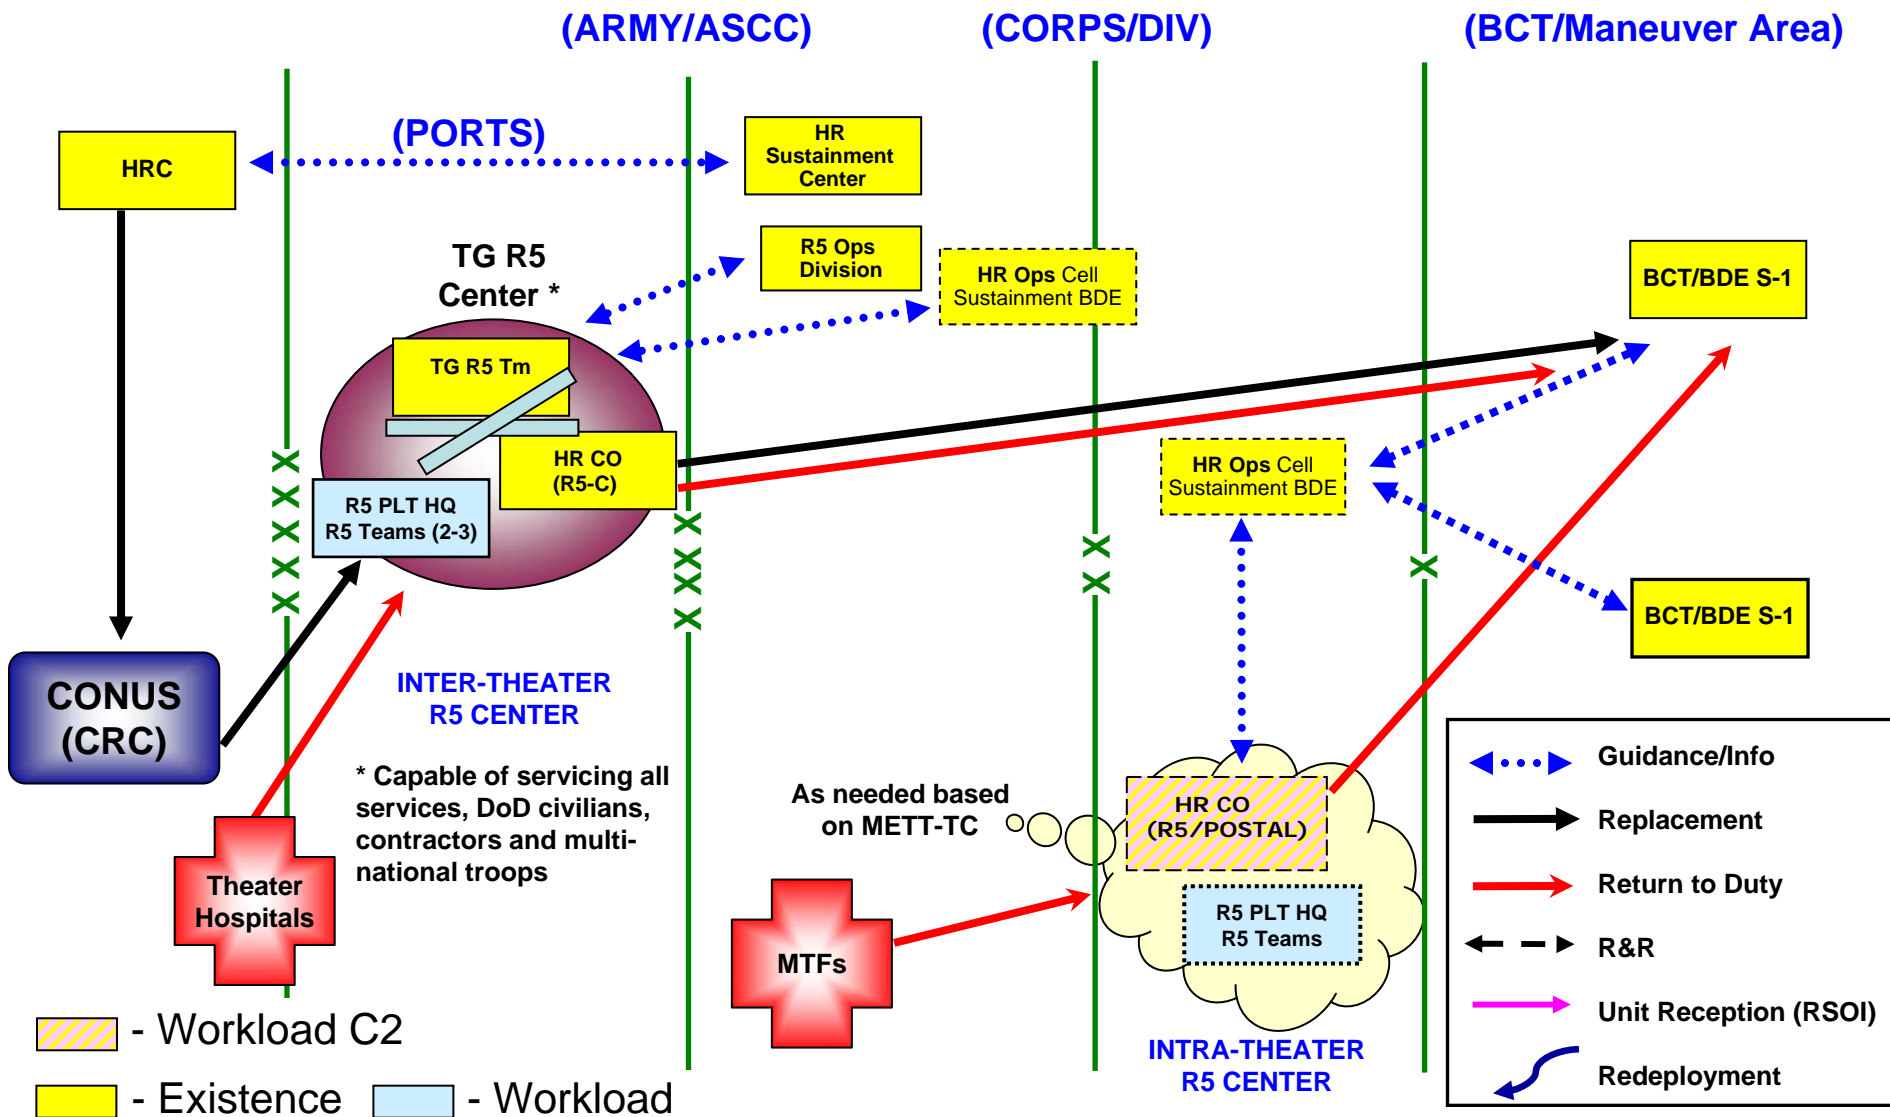 (ARMY/ASCC)
(CORPS/DIV)
(BCT/Maneuver Area)
(PORTS)
HRC
HR
Sustainment
Center
TG R5
Center *
R5 Ops
Division
HR Ops Cell
Sustainment BDE
BCT/BDE S-1
TG R5 Tm
HR CO
(R5-C)
R5 PLT HQ
R5 Teams (2-3)
HR Ops Cell
Sustainment BDE
X
X
X
X
X
X
X
X
X
X
X
X
BCT/BDE S-1
CONUS
(CRC)
INTER-THEATER
R5 CENTER
* Capable of servicing all
services, DoD civilians,
contractors and multi-
national troops
Theater
Hospitals
As needed based
on METT-TC
HR CO
(R5/POSTAL)
R5 PLT HQ
R5 Teams
MTFs
INTRA-THEATER
R5 CENTER
Guidance/Info
Replacement
Return to Duty
R&R
Unit Reception (RSOI)
Redeployment
- Workload C2
- Existence
- Workload